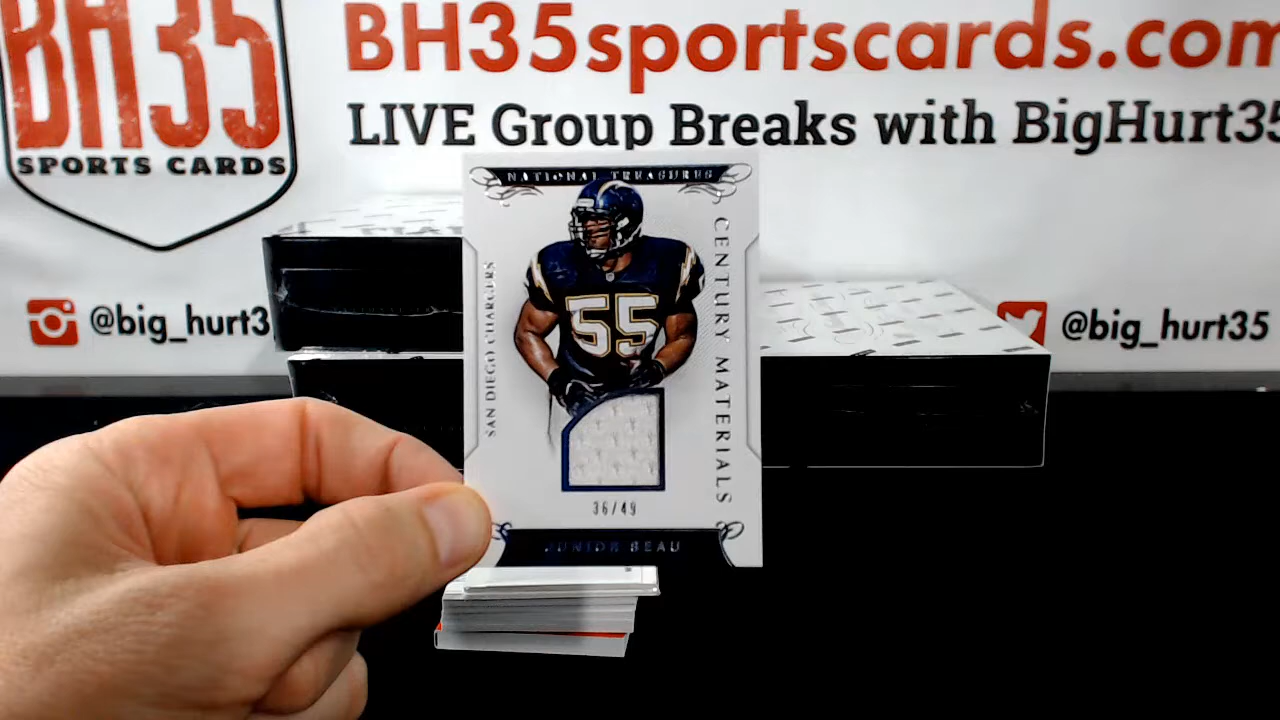 BH35
SPORTS CARDS
BH35sportscards.com
LIVE Group Breaks with BigHurt35
@big_hurt3
@big_hurt35
NATIONAL TREASURES
SAN DIEGO CHARGERS
CENTURY MATERIALS
55
36/49
JUNIOR SEAU